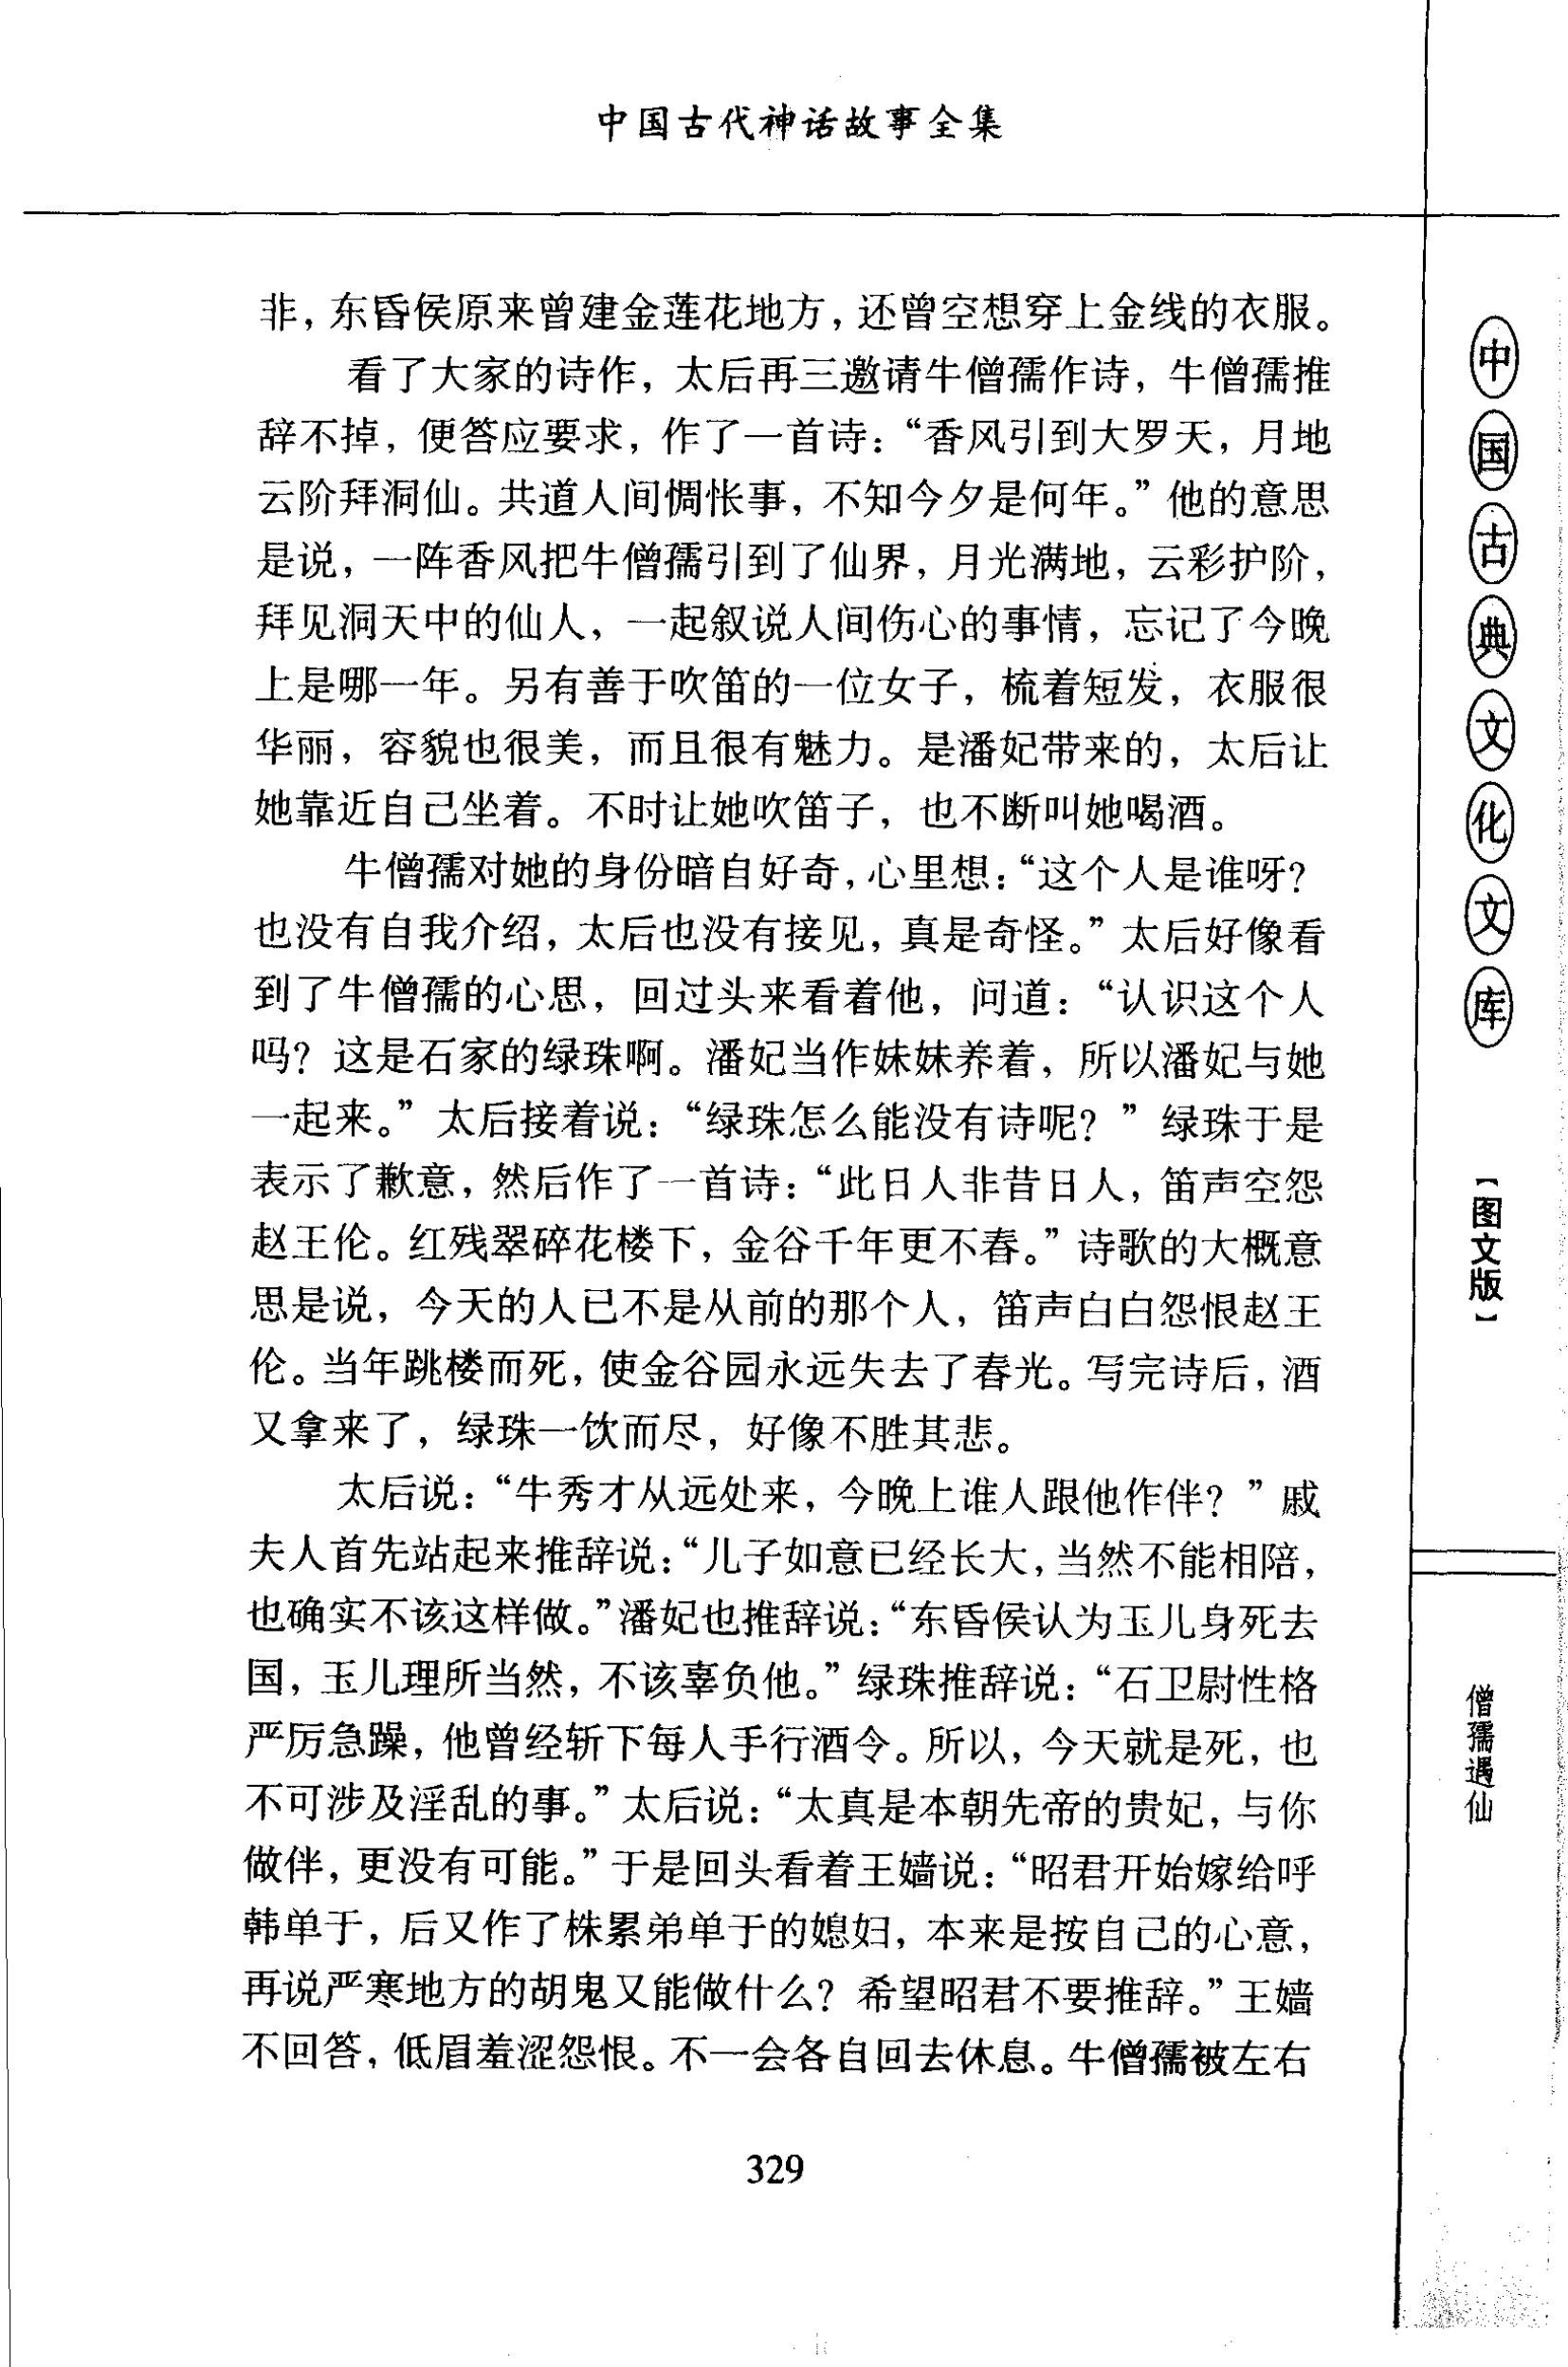 中国古代神话故事全集
非，东昏侯原来曾建金莲花地方，还曾空想穿上金线的衣服。
看了大家的诗作，太后再三邀请牛僧孺作诗，牛僧孺推
辞不掉，便答应要求，作了一首诗：“香风引到大罗天，月地
云阶拜洞仙。共道人间惆怅事，不知今夕是何年。”他的意思
是说，一阵香风把牛僧孺引到了仙界，月光满地，云彩护阶，
拜见洞天中的仙人，一起叙说人间伤心的事情，忘记了今晚
上是哪一年。另有善于吹笛的一位女子，梳着短发，衣服很
华丽，容貌也很美，而且很有魅力。是潘妃带来的，太后让
她靠近自己坐着。不时让她吹笛子，也不断叫她喝酒。
牛僧孺对她的身份暗自好奇，心里想：“这个人是谁呀？
也没有自我介绍，太后也没有接见，真是奇怪。”太后好像看
到了牛僧孺的心思，回过头来看着他，问道：“认识这个人
吗？这是石家的绿珠啊。潘妃当作妹妹养着，所以潘妃与她
一起来。”太后接着说：“绿珠怎么能没有诗呢？”绿珠于是
表示了歉意，然后作了一首诗：“此日人非昔日人，笛声空怨
赵王伦。红残翠碎花楼下，金谷千年更不春。”诗歌的大概意
思是说，今天的人已不是从前的那个人，笛声白白怨恨赵王
伦。当年跳楼而死，使金谷园永远失去了春光。写完诗后，酒
又拿来了，绿珠一饮而尽，好像不胜其悲。
太后说：“牛秀才从远处来，今晚上谁人跟他作伴？”戚
夫人首先站起来推辞说：“儿子如意已经长大，当然不能相陪，
也确实不该这样做。”潘妃也推辞说：“东昏侯认为玉儿身死去
国，玉儿理所当然，不该辜负他。”绿珠推辞说：“石卫尉性格
严厉急躁，他曾经斩下每人手行酒令。所以，今天就是死，也
不可涉及淫乱的事。”太后说：“太真是本朝先帝的贵妃，与你
做伴，更没有可能。”于是回头看着王嫱说：“昭君开始嫁给呼
韩单于，后又作了株累弟单于的媳妇，本来是按自己的心意，
再说严寒地方的胡鬼又能做什么？希望昭君不要推辞。”王嫱
不回答，低眉羞涩怨恨。不一会各自回去休息。牛僧孺被左右
329
中国古典文化文库
【图文版】
僧孺遇仙